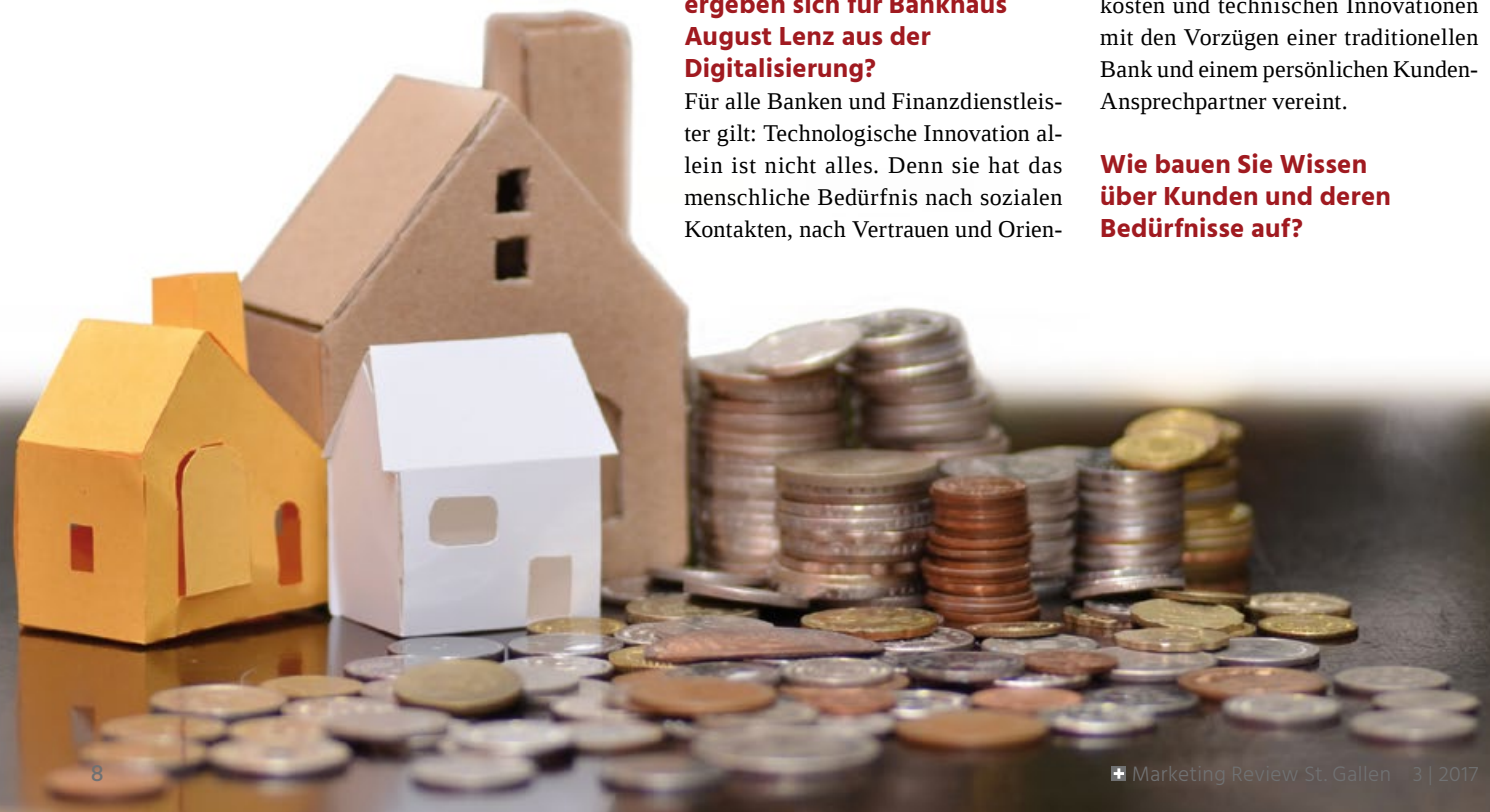 ergeben sich für Bankhaus
August Lenz aus der
Digitalisierung?
Für alle Banken und Finanzdienstleis-
ter gilt: Technologische Innovation al-
lein ist nicht alles. Denn sie hat das
menschliche Bedürfnis nach sozialen
Kontakten, nach Vertrauen und Orien-
kosten und technischen Innovationen
mit den Vorzügen einer traditionellen
Bank und einem persönlichen Kunden-
Ansprechpartner vereint.
Wie bauen Sie Wissen
über Kunden und deren
Bedürfnisse auf?
8
Marketing Review St. Gallen 3 | 2017